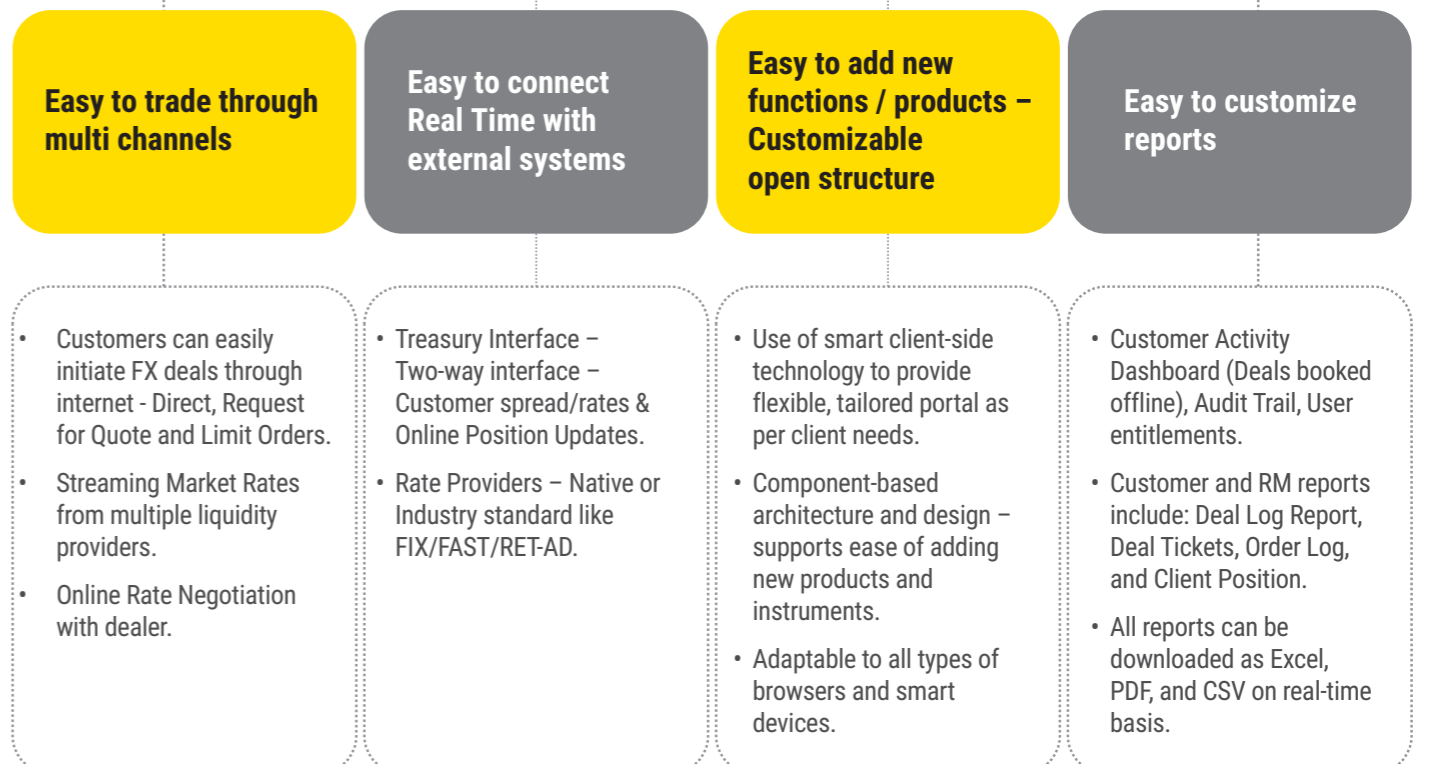 Easy to trade through
multi channels
Easy to connect
Real Time with
external systems
Easy to add new
functions / products –
Customizable
open structure
Easy to customize
reports
• Customers can easily
initiate FX deals through
internet - Direct, Request
for Quote and Limit Orders.
• Streaming Market Rates
from multiple liquidity
providers.
• Online Rate Negotiation
with dealer.
• Treasury Interface –
Two-way interface –
Customer spread/rates &
Online Position Updates.
• Rate Providers – Native or
Industry standard like
FIX/FAST/RET-AD.
• Use of smart client-side
technology to provide
flexible, tailored portal as
per client needs.
• Component-based
architecture and design –
supports ease of adding
new products and
instruments.
• Adaptable to all types of
browsers and smart
devices.
• Customer Activity
Dashboard (Deals booked
offline), Audit Trail, User
entitlements.
• Customer and RM reports
include: Deal Log Report,
Deal Tickets, Order Log,
and Client Position.
• All reports can be
downloaded as Excel,
PDF, and CSV on real-time
basis.